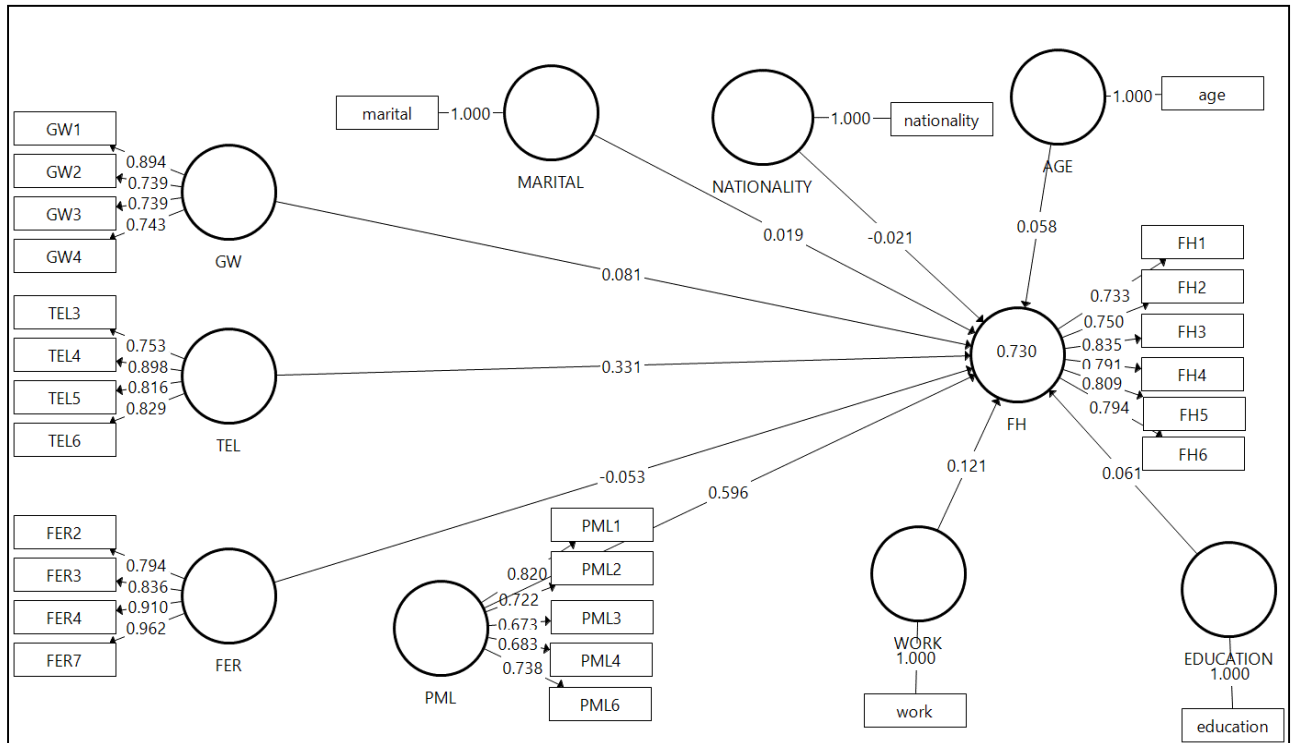 marital
1.000
MARITAL
nationality
1.000
NATIONALITY
age
1.000
AGE
GW1
GW2
GW3
GW4
0.894
0.739
0.739
0.743
GW
TEL3
TEL4
TEL5
TEL6
0.753
0.898
0.816
0.829
TEL
FER2
FER3
FER4
FER7
0.794
0.836
0.910
0.962
FER
PML1
PML2
PML3
PML4
PML6
0.820
0.722
0.673
0.683
0.738
PML
0.019
-0.021
0.058
0.081
0.331
-0.053
0.596
0.121
0.061
0.730
FH
FH1
FH2
FH3
FH4
FH5
FH6
0.733
0.750
0.835
0.791
0.809
0.794
WORK
1.000
work
EDUCATION
1.000
education